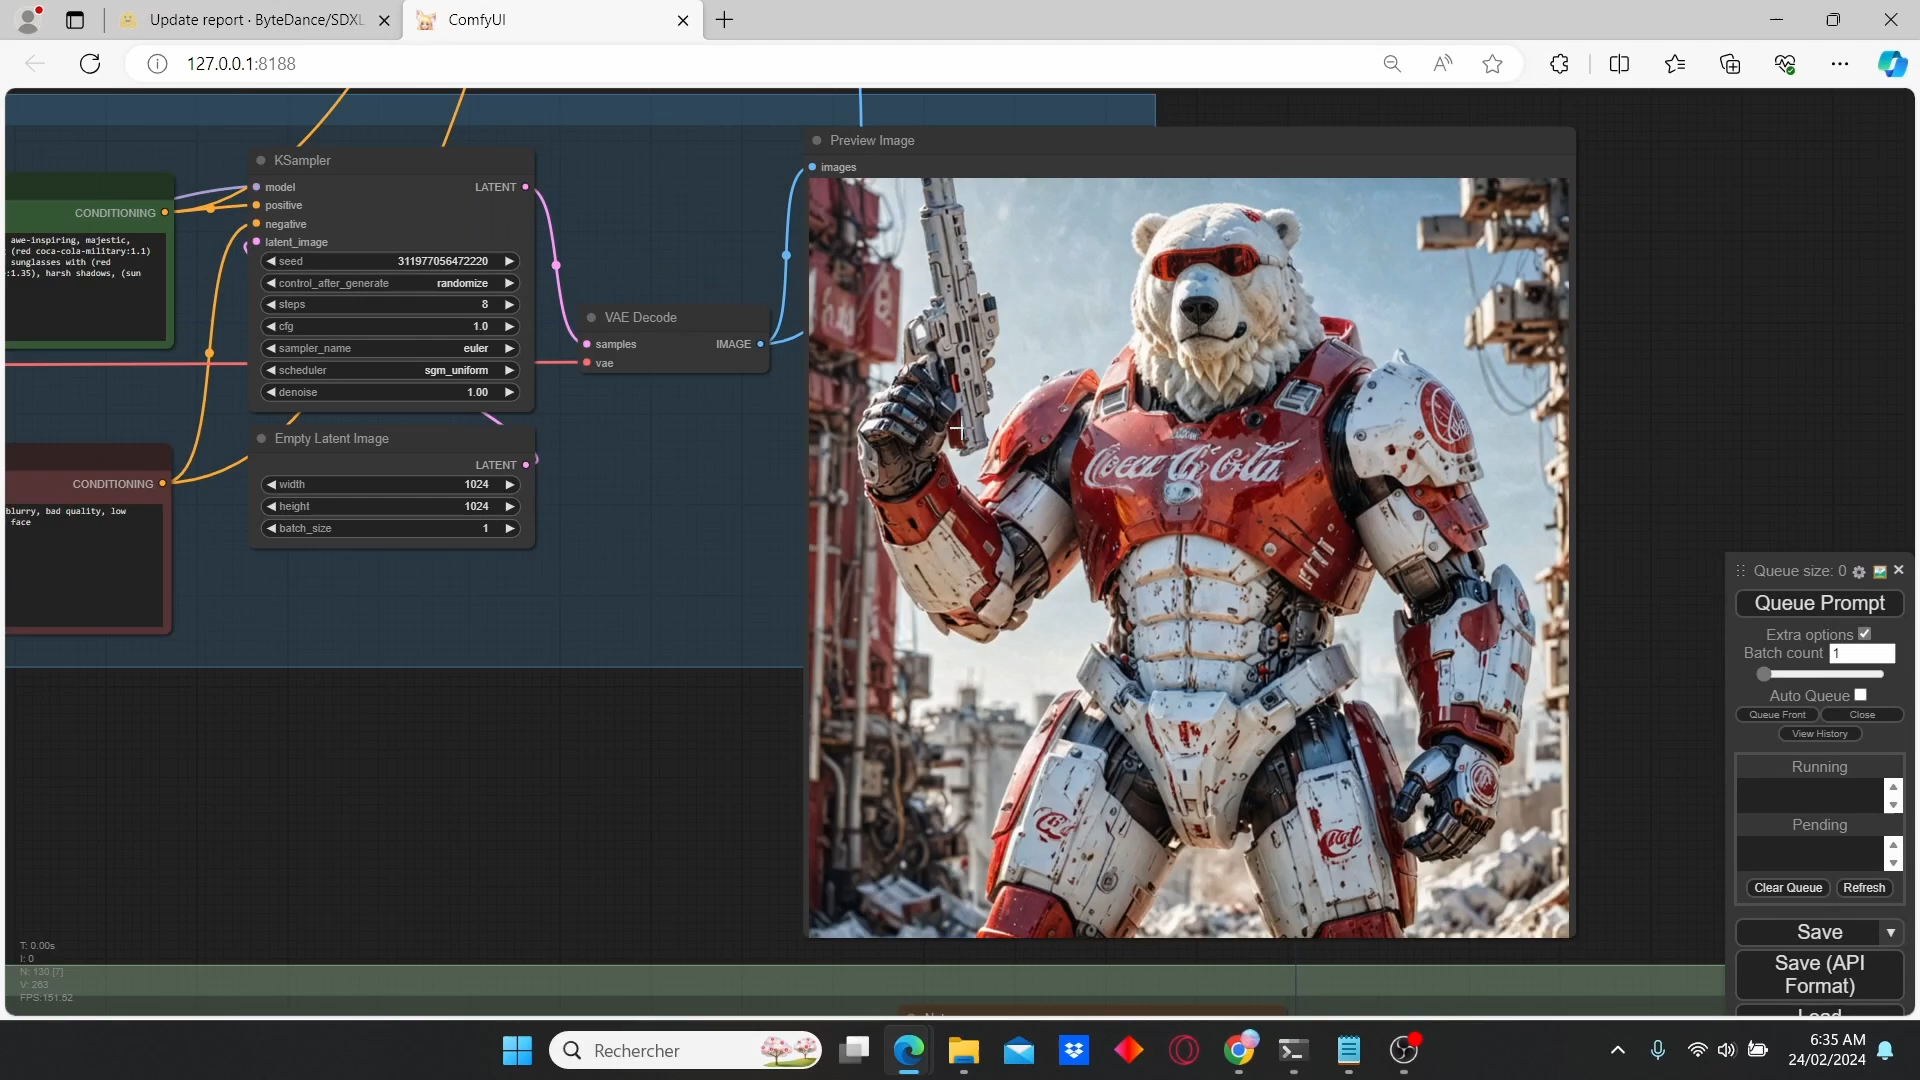 Update report · ByteDance/SDXL
ComfyUI
127.0.0.1:8188
Preview Image
images
KSampler
model
LATENT
positive
negative
latent_image
seed 311977056472220
control_after_generate randomize
steps 8
cfg 1.0
sampler_name euler
scheduler sgm_uniform
denoise 1.00
CONDITIONING
awe-inspiring, majestic,
(red coca-cola-military:1.1)
sunglasses with (red
:1.35), harsh shadows, (sun
VAE Decode
samples
IMAGE
vae
Empty Latent Image
LATENT
width 1024
height 1024
batch_size 1
CONDITIONING
blurry, bad quality, low
face
Queue size: 0
Queue Prompt
Extra options
Batch count 1
Auto Queue
Queue Front
Close
View History
Running
Pending
Clear Queue
Refresh
Save
Save (API
Format)
Load
T: 0.00s
I: 0
N: 130 [7]
V: 263
FPS:151.52
Rechercher
6:35 AM
24/02/2024